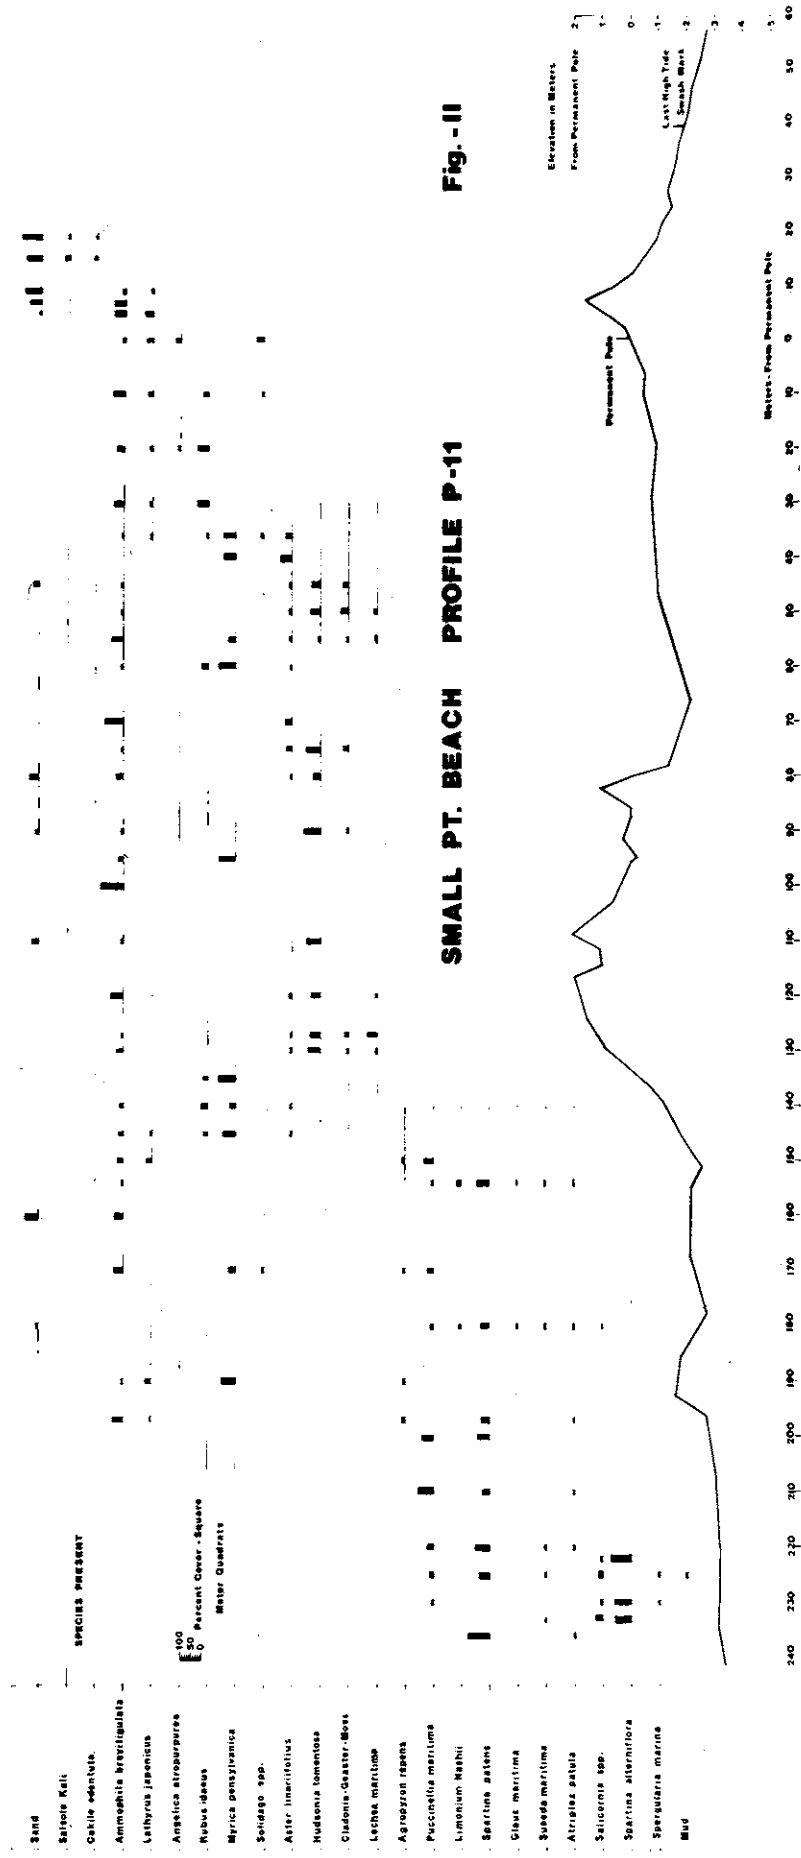 Sand
Salsola Kali
Cakile edentula
Ammophila breviligulata
Lathyrus japonicus
Angelica atropurpurea
Rubus idaeus
Myrica pensylvanica
Solidago spp.
Aster linariifolius
Hudsonia tomentosa
Cladonia-Geaster-Moss
Lechea maritima
Agropyron repens
Puccinellia maritima
Limonium Nashii
Spartina patens
Glaux maritima
Suaeda maritima
Atriplex patula
Salicornia spp.
Spartina alterniflora
Spergularia marina
Mud
SPECIES PRESENT
100
50
0
Percent Cover - Square
Meter Quadrats
SMALL PT. BEACH PROFILE P-11
Fig. - II
Elevation in Meters
From Permanent Pole
2
1
0
-1
-2
-3
-4
-5
Last High Tide
Swash Mark
Permanent Pole
Meters - From Permanent Pole
240 230 220 210 200 190 180 170 160 150 140 130 120 110 100 90 80 70 60 50 40 30 20 10 0 10 20 30 40 50 60